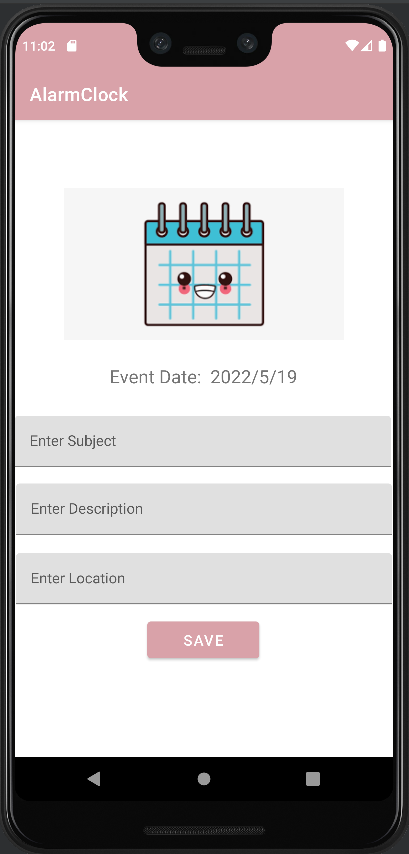 11:02
AlarmClock
Event Date:  2022/5/19
Enter Subject
Enter Description
Enter Location
SAVE